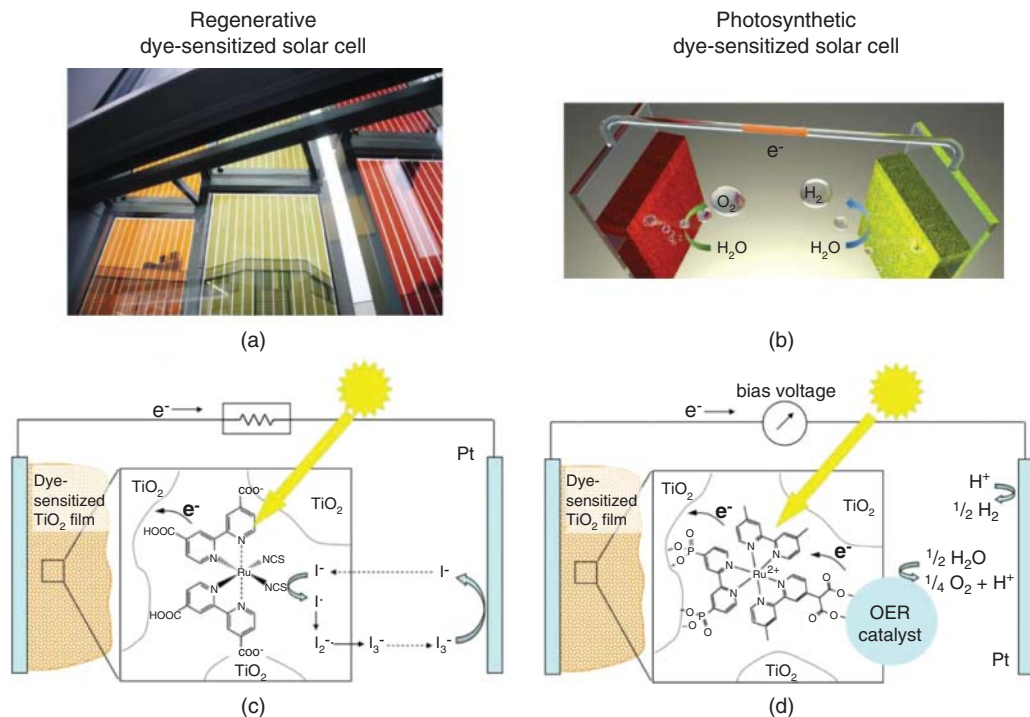 Regenerative
dye-sensitized solar cell
Photosynthetic
dye-sensitized solar cell
e⁻
O₂
H₂
H₂O
H₂O
(a)
(b)
e⁻
Pt
Dye-
sensitized
TiO₂ film
TiO₂
TiO₂
COO⁻
e⁻
HOOC
N
N
NCS
Ru
NCS
N
N
HOOC
COO⁻
TiO₂
I⁻
I⁻
I·
I₂⁻·
I₃⁻
I₃⁻
(c)
bias voltage
e⁻
Dye-
sensitized
TiO₂ film
TiO₂
TiO₂
e⁻
e⁻
O
O
P
O
N
N
N
Ru²⁺
N
N
N
O
P
O
O
O
O
O
O
OER
catalyst
TiO₂
H⁺
½ H₂
½ H₂O
¼ O₂ + H⁺
Pt
(d)